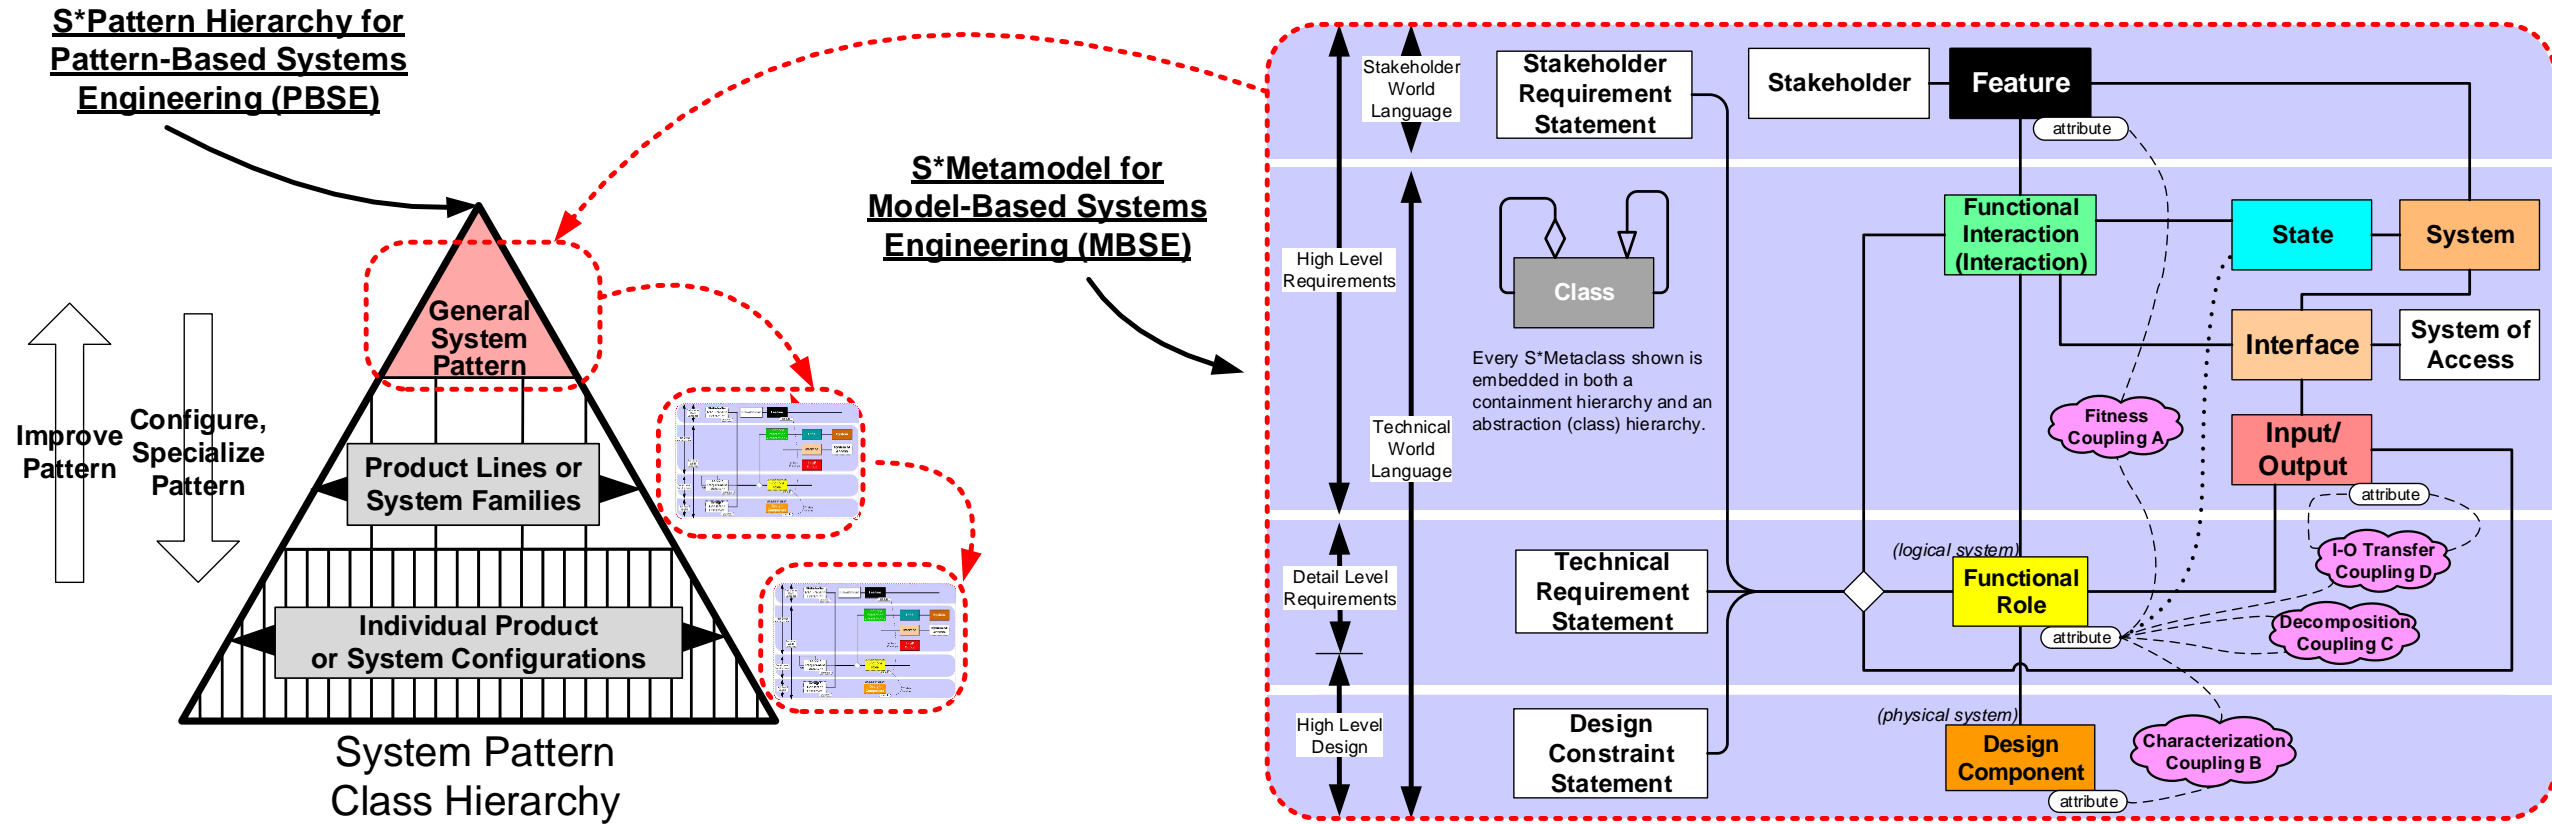 S*Pattern Hierarchy for
Pattern-Based Systems
Engineering (PBSE)
General
System
Pattern
Improve
Pattern
Configure,
Specialize
Pattern
Product Lines or
System Families
Individual Product
or System Configurations
System Pattern
Class Hierarchy
S*Metamodel for
Model-Based Systems
Engineering (MBSE)
Stakeholder
World
Language
High Level
Requirements
Technical
World
Language
Detail Level
Requirements
High Level
Design
Stakeholder
Requirement
Statement
Stakeholder
Feature
attribute
Class
Every S*Metaclass shown is
embedded in both a
containment hierarchy and an
abstraction (class) hierarchy.
Functional
Interaction
(Interaction)
State
System
Interface
System of
Access
Fitness
Coupling A
Input/
Output
attribute
I-O Transfer
Coupling D
Technical
Requirement
Statement
(logical system)
Functional
Role
attribute
Decomposition
Coupling C
Design
Constraint
Statement
(physical system)
Design
Component
attribute
Characterization
Coupling B